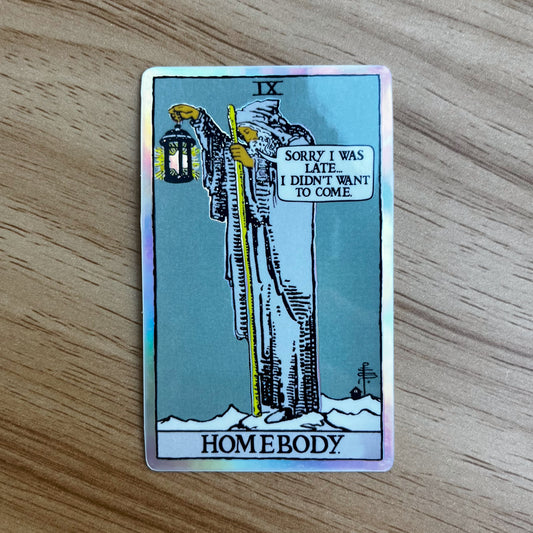 IX
SORRY I WAS
LATE...
I DIDN'T WANT
TO COME.
HOMEBODY.